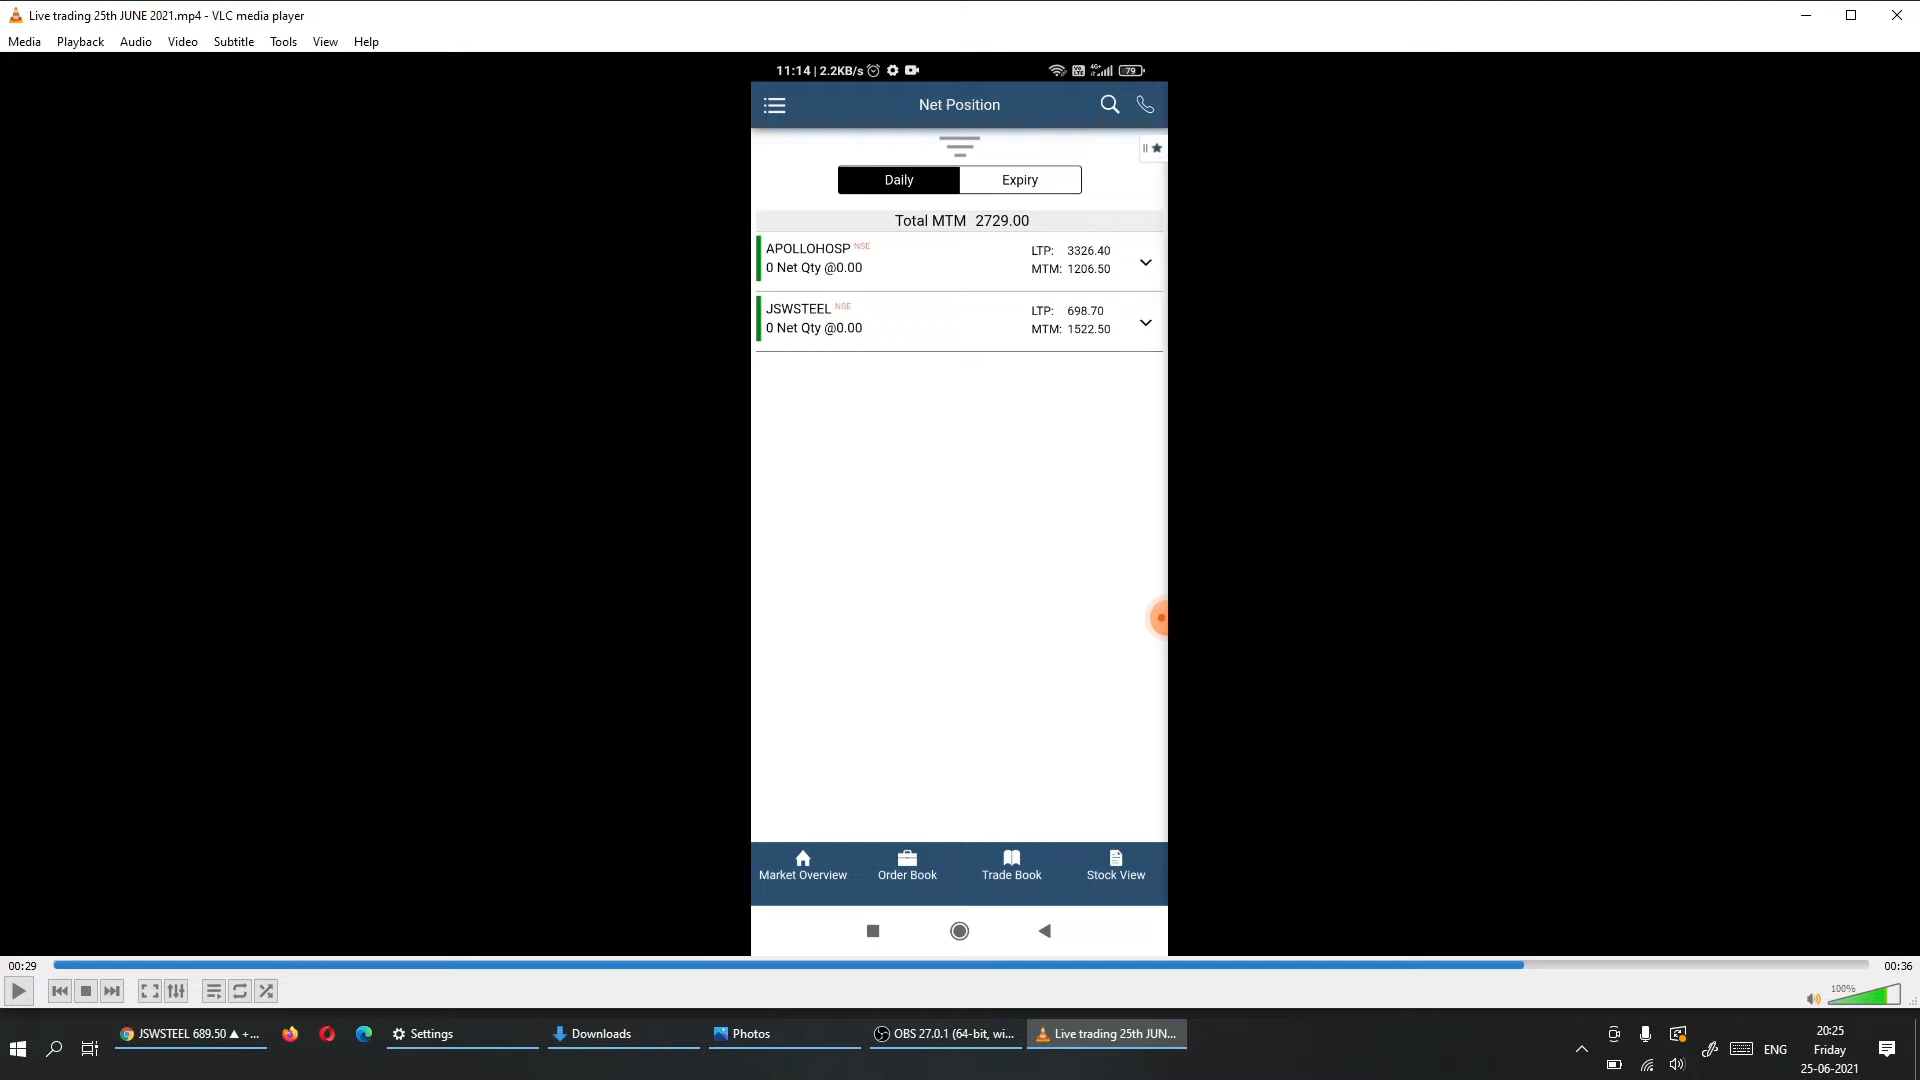 Live trading 25th JUNE 2021.mp4 - VLC media player
Media Playback Audio Video Subtitle Tools View Help
11:14 | 2.2KB/s 4G+ 79
Net Position
Daily Expiry
Total MTM 2729.00
APOLLOHOSP NSE LTP: 3326.40
0 Net Qty @0.00 MTM: 1206.50
JSWSTEEL NSE LTP: 698.70
0 Net Qty @0.00 MTM: 1522.50
Market Overview Order Book Trade Book Stock View
00:29 00:36
100%
JSWSTEEL 689.50 ▲ +... Settings Downloads Photos OBS 27.0.1 (64-bit, wi... Live trading 25th JUN... ENG
20:25
Friday
25-06-2021